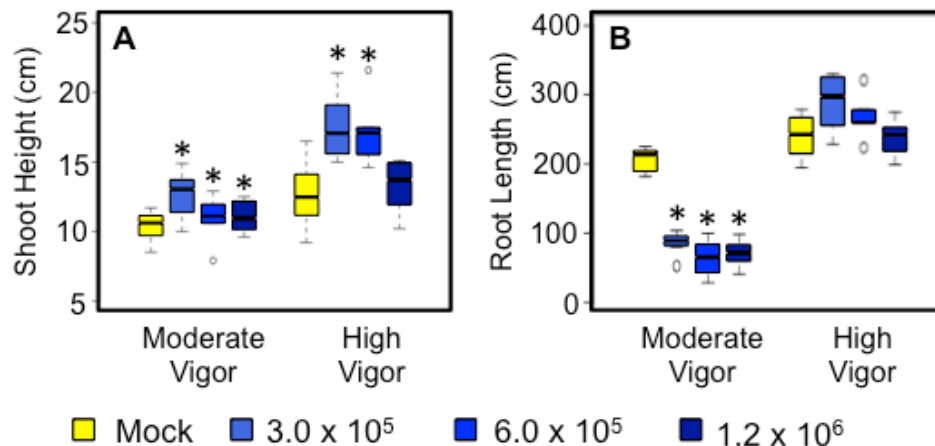 A
B
Shoot Height (cm)
25
20
15
10
5
* * * *
* *
Root Length (cm)
400
300
200
100
0
* * *
Moderate Vigor
High Vigor
Moderate Vigor
High Vigor
Mock 3.0 x 10⁵ 6.0 x 10⁵ 1.2 x 10⁶